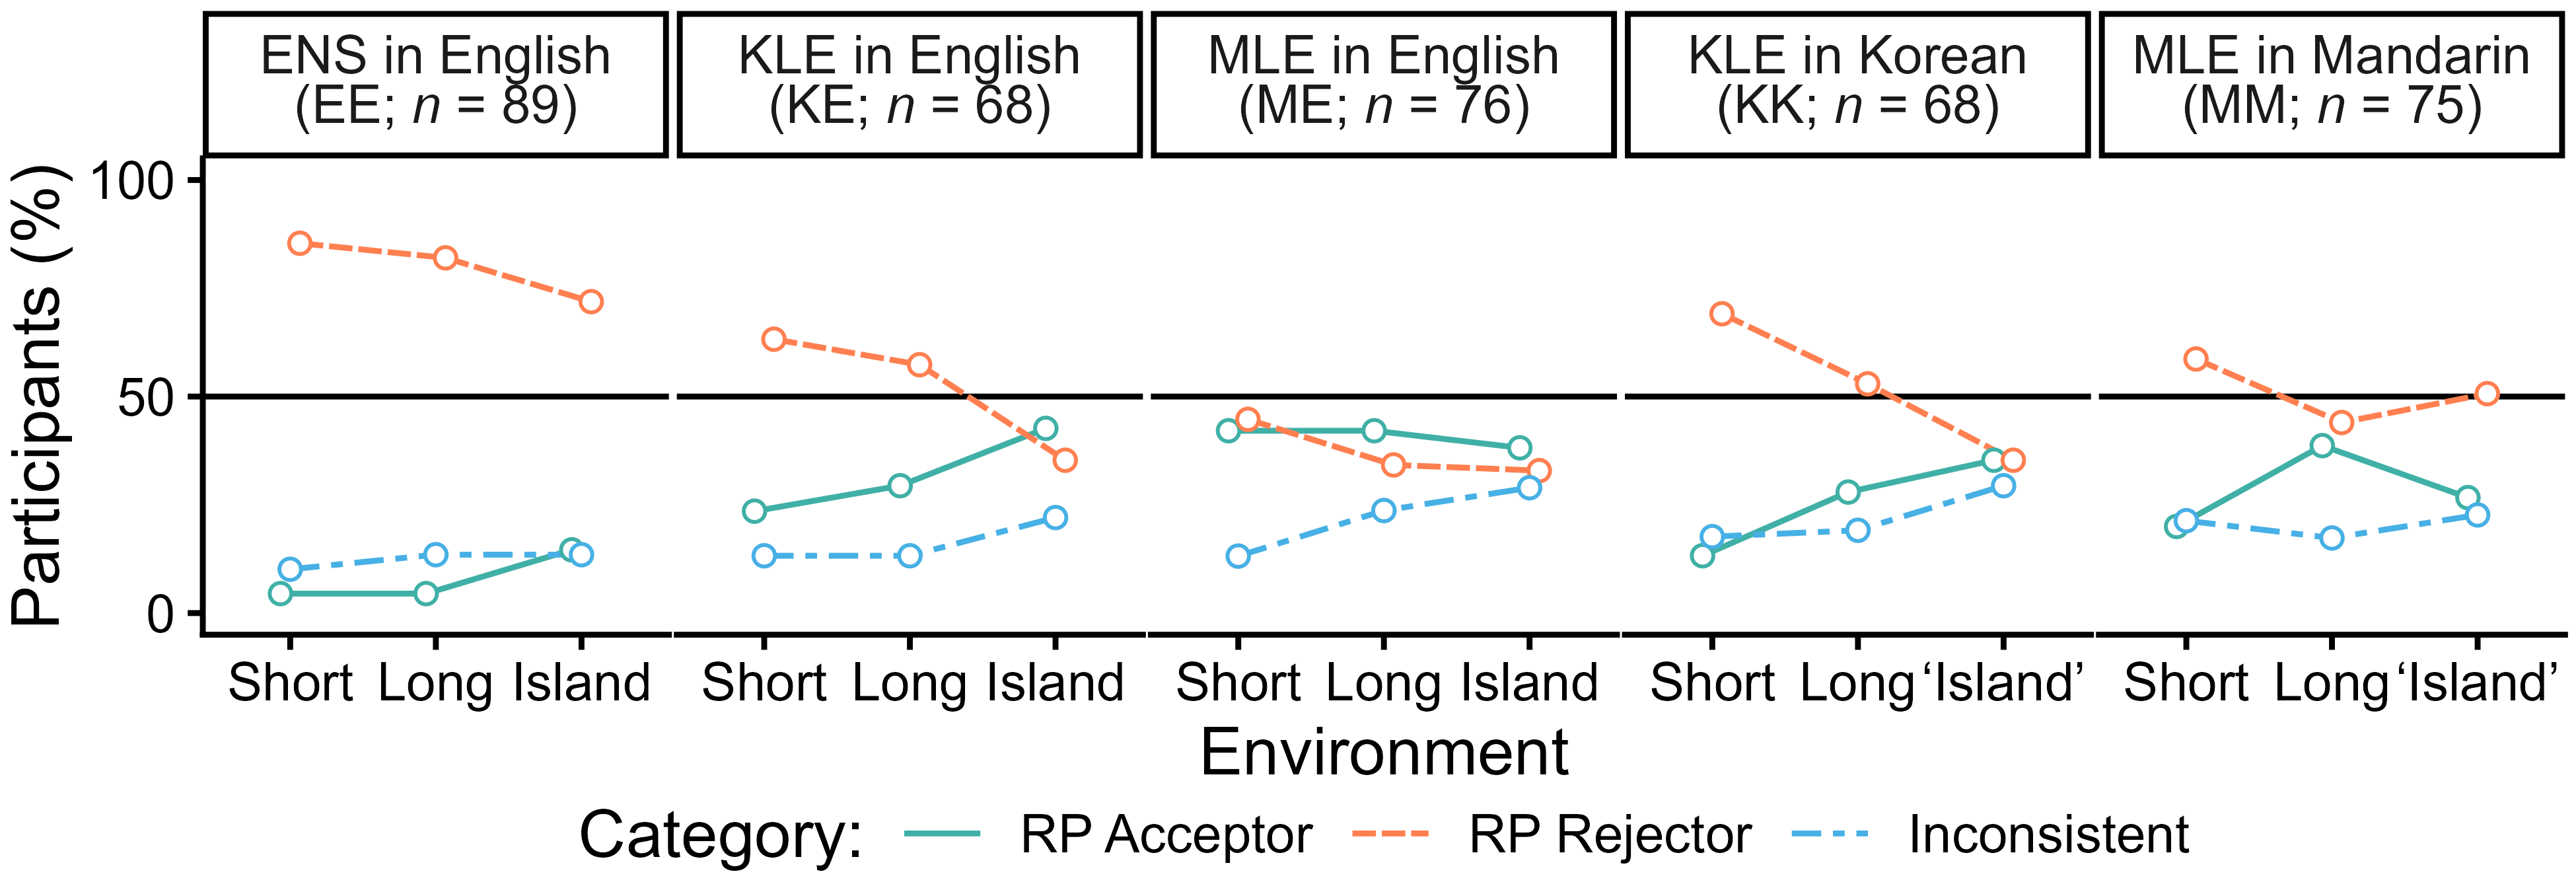 ENS in English
(EE; n = 89)
KLE in English
(KE; n = 68)
MLE in English
(ME; n = 76)
KLE in Korean
(KK; n = 68)
MLE in Mandarin
(MM; n = 75)
Participants (%)
100
50
0
Short Long Island
Short Long Island
Short Long Island
Short Long ‘Island’
Short Long ‘Island’
Environment
Category: RP Acceptor RP Rejector Inconsistent